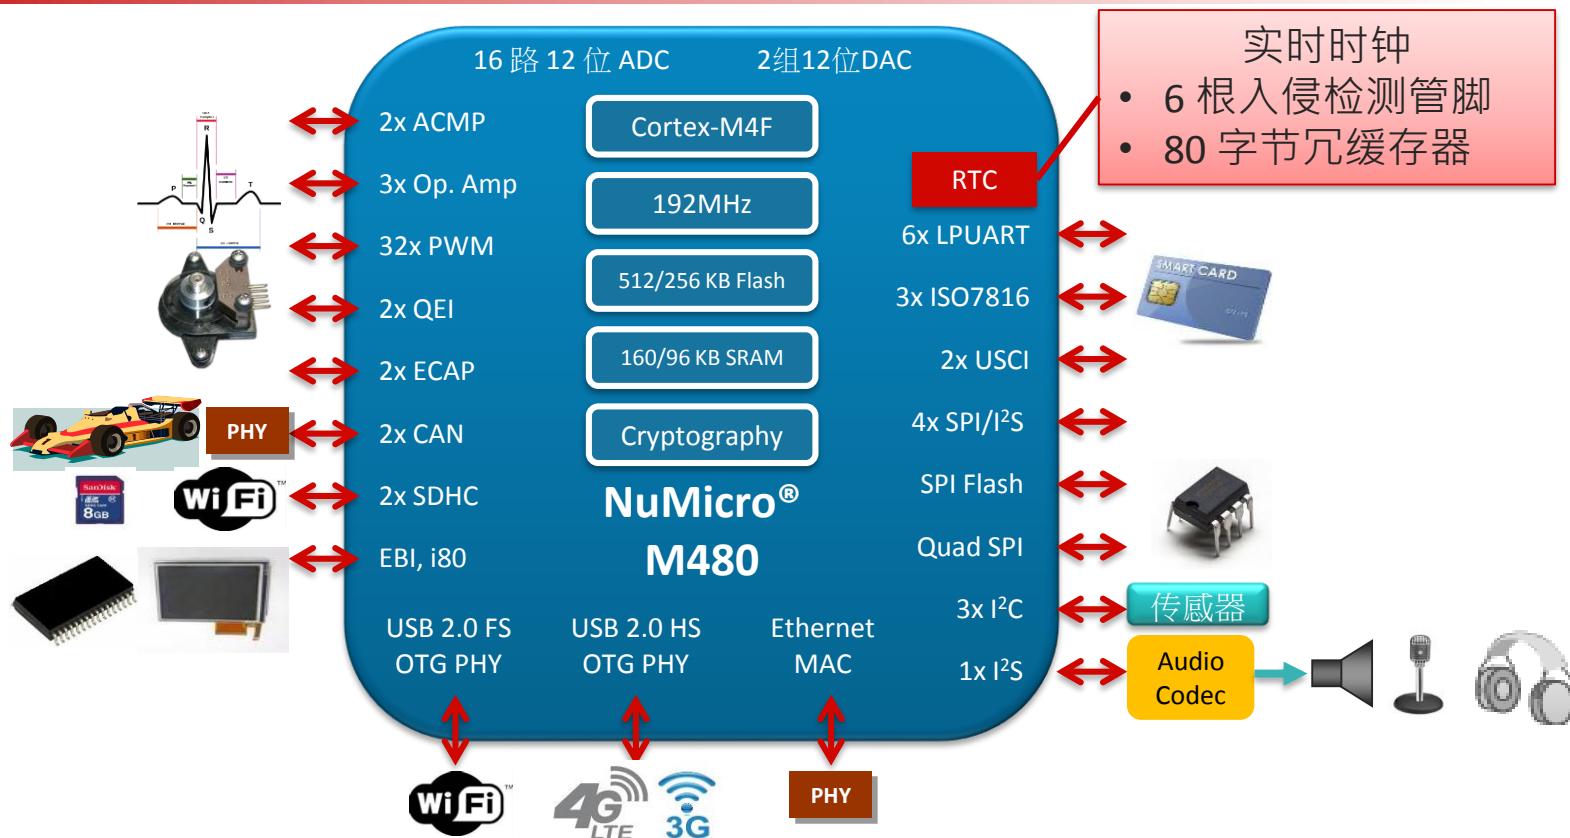 16 路 12 位 ADC
2组12位DAC
实时时钟
• 6 根入侵检测管脚
• 80 字节冗缓存器
2x ACMP
3x Op. Amp
32x PWM
2x QEI
2x ECAP
2x CAN
2x SDHC
EBI, i80
Cortex-M4F
192MHz
512/256 KB Flash
160/96 KB SRAM
Cryptography
NuMicro®
M480
RTC
6x LPUART
3x ISO7816
2x USCI
4x SPI/I²S
SPI Flash
Quad SPI
3x I²C
1x I²S
USB 2.0 FS
OTG PHY
USB 2.0 HS
OTG PHY
Ethernet
MAC
R
P
T
Q
S
PHY
SanDisk
8GB
WiFi™
SMART CARD
传感器
Audio
Codec
WiFi™
4G
LTE
3G
PHY